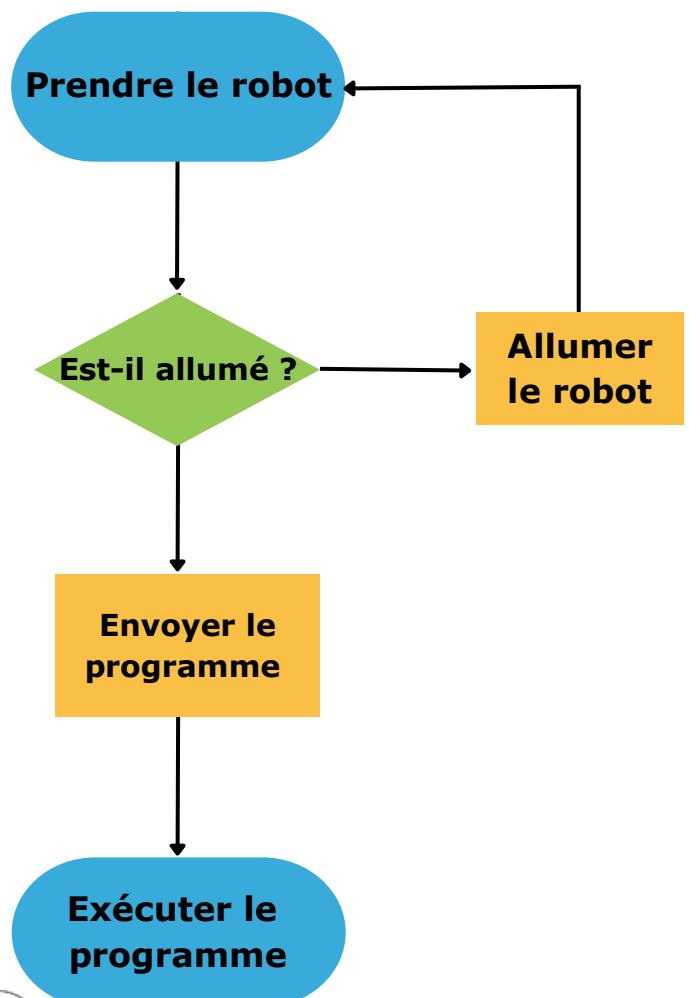 Prendre le robot
Est-il allumé ?
Allumer
le robot
Envoyer le
programme
Exécuter le
programme